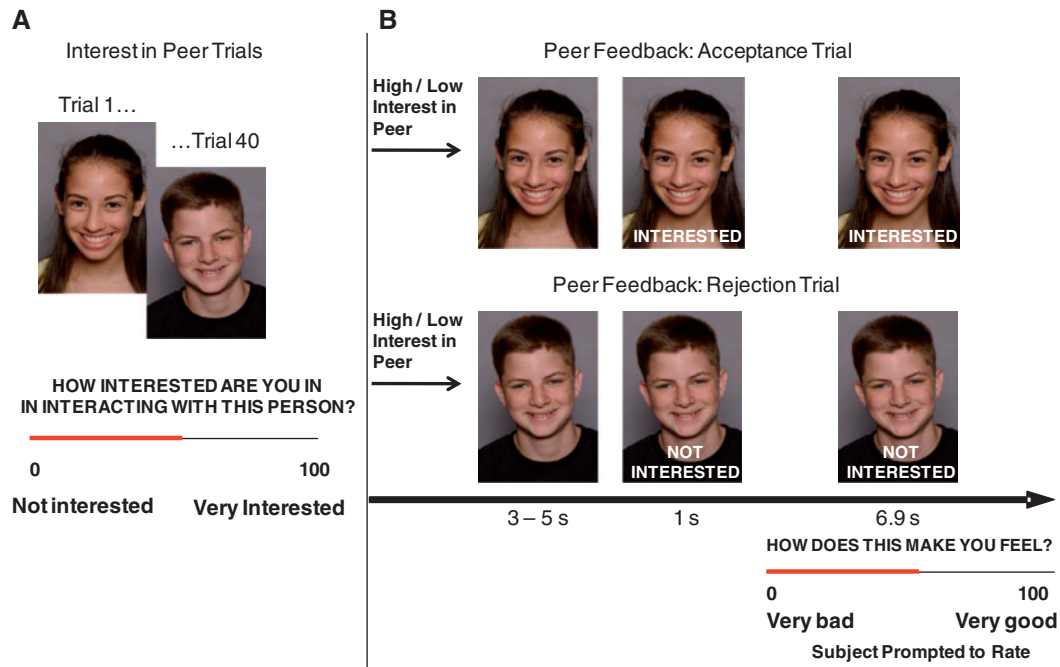 A
Interest in Peer Trials
Trial 1…
…Trial 40
HOW INTERESTED ARE YOU IN
IN INTERACTING WITH THIS PERSON?
0
100
Not interested
Very Interested
B
Peer Feedback: Acceptance Trial
High / Low
Interest in
Peer
INTERESTED
INTERESTED
Peer Feedback: Rejection Trial
High / Low
Interest in
Peer
NOT
INTERESTED
NOT
INTERESTED
3 – 5 s
1 s
6.9 s
HOW DOES THIS MAKE YOU FEEL?
0
100
Very bad
Very good
Subject Prompted to Rate